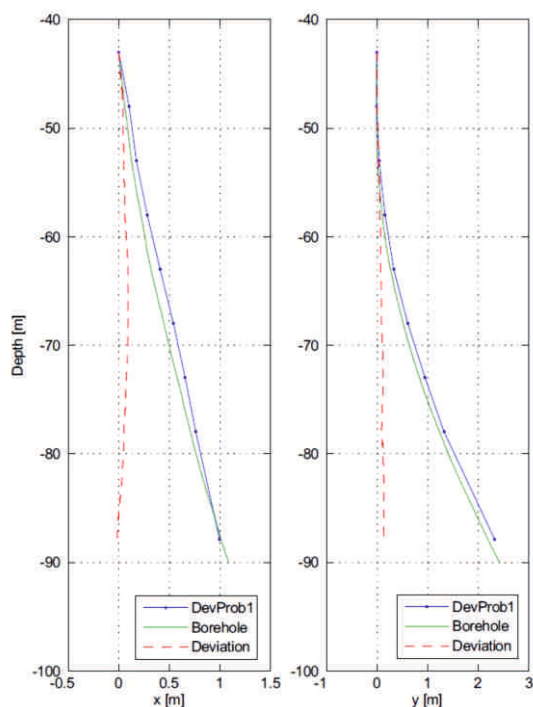 -40
-50
-60
-70
-80
-90
-100
Depth [m]
-0.5 0 0.5 1 1.5
x [m]
DevProb1
Borehole
Deviation
-40
-50
-60
-70
-80
-90
-100
-1 0 1 2 3
y [m]
DevProb1
Borehole
Deviation